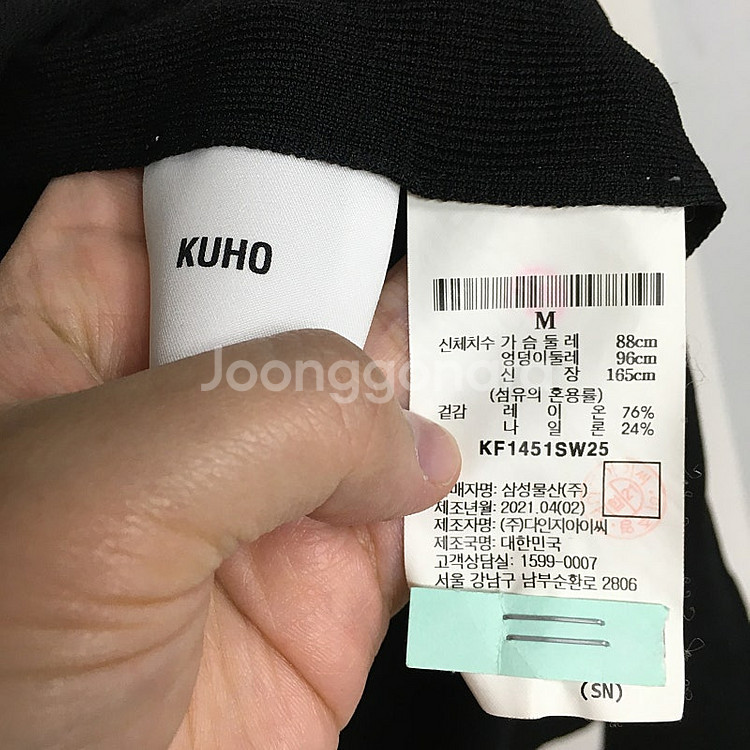 KUHO
M
신체치수 가 슴 둘 레 88cm
엉덩이둘레 96cm
신 장 165cm
(섬유의 혼용률)
겉감 레 이 온 76%
나 일 론 24%
KF1451SW25
매자명: 삼성물산(주)
제조년월: 2021.04(02)
제조자명: (주)다인지아이씨
제조국명: 대한민국
고객상담실: 1599-0007
서울 강남구 남부순환로 2806
(SN)